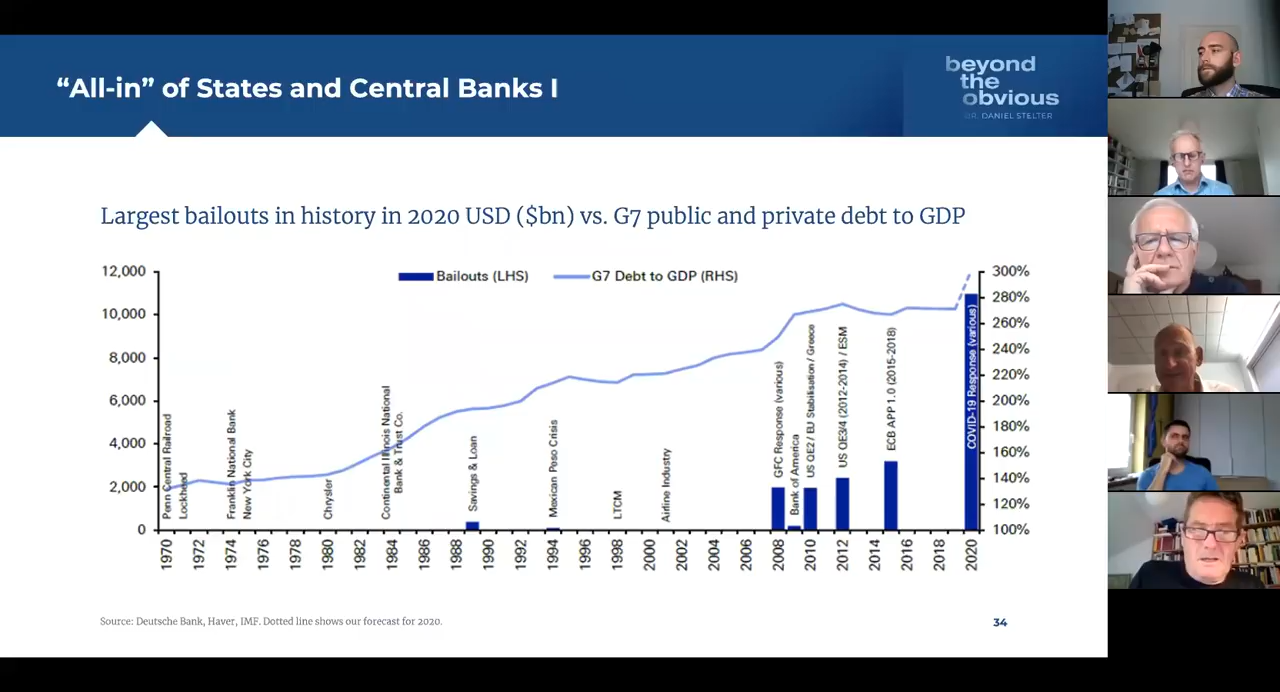 “All-in” of States and Central Banks I
beyond
the
obvious
DR. DANIEL STELTER
Largest bailouts in history in 2020 USD ($bn) vs. G7 public and private debt to GDP
Bailouts (LHS)
G7 Debt to GDP (RHS)
12,000
10,000
8,000
6,000
4,000
2,000
0
300%
280%
260%
240%
220%
200%
180%
160%
140%
120%
100%
Penn Central Railroad
Lockheed
Franklin National Bank
New York City
Chrysler
Continental Illinois National
Bank & Trust Co.
Savings & Loan
Mexican Peso Crisis
LTCM
Airline Industry
GFC Response (various)
Bank of America
US QE2 / EU Stabilisation / Greece
US QE3/4 (2012-2014) / ESM
ECB APP 1.0 (2015-2018)
COVID-19 Response (various)
1970
1972
1974
1976
1978
1980
1982
1984
1986
1988
1990
1992
1994
1996
1998
2000
2002
2004
2006
2008
2010
2012
2014
2016
2018
2020
Source: Deutsche Bank, Haver, IMF. Dotted line shows our forecast for 2020.
34